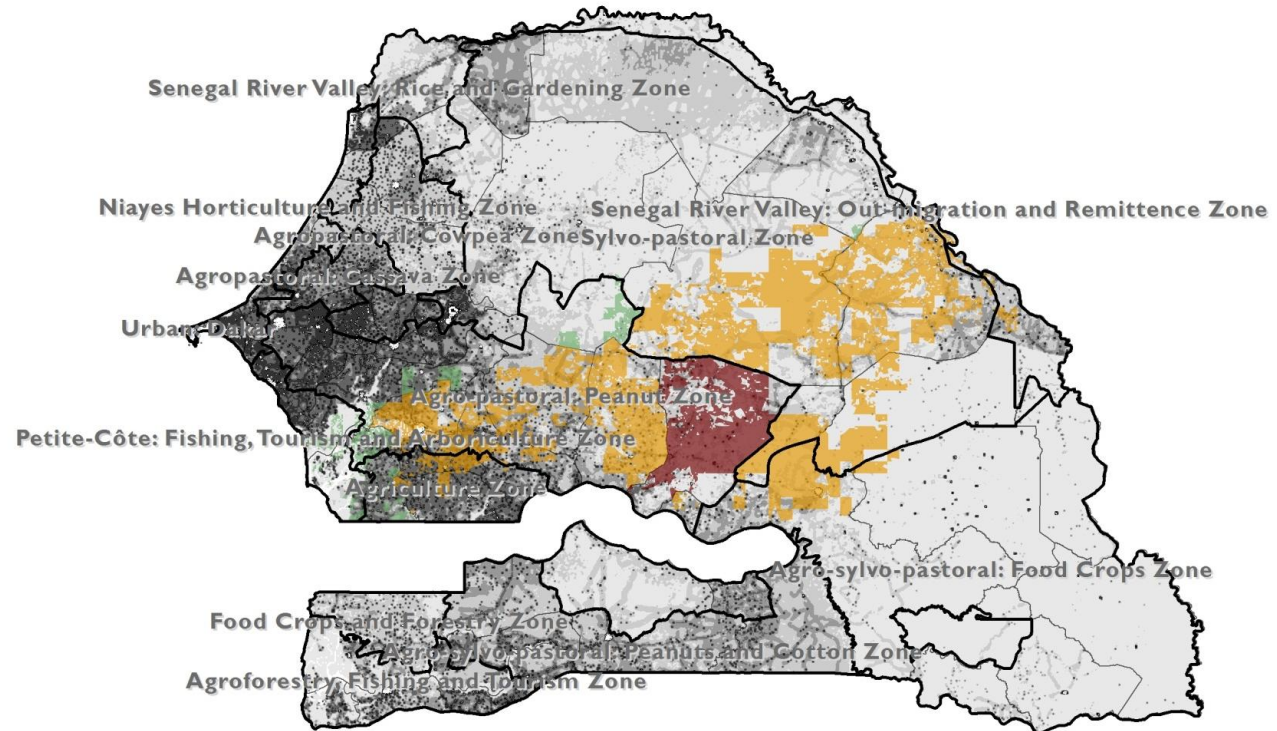 Senegal River Valley: Rice and Gardening Zone
Niayes Horticulture and Fishing Zone
Senegal River Valley: Out-migration and Remittence Zone
Agropastoral: Cowpea Zone
Sylvo-pastoral Zone
Agropastoral: Cassava Zone
Urban: Dakar
Agro-pastoral: Peanut Zone
Petite-Côte: Fishing, Tourism, and Arboriculture Zone
Agriculture Zone
Agro-sylvo-pastoral: Food Crops Zone
Food Crops and Forestry Zone
Agro-sylvo-pastoral: Peanuts and Cotton Zone
Agroforestry, Fishing and Tourism Zone